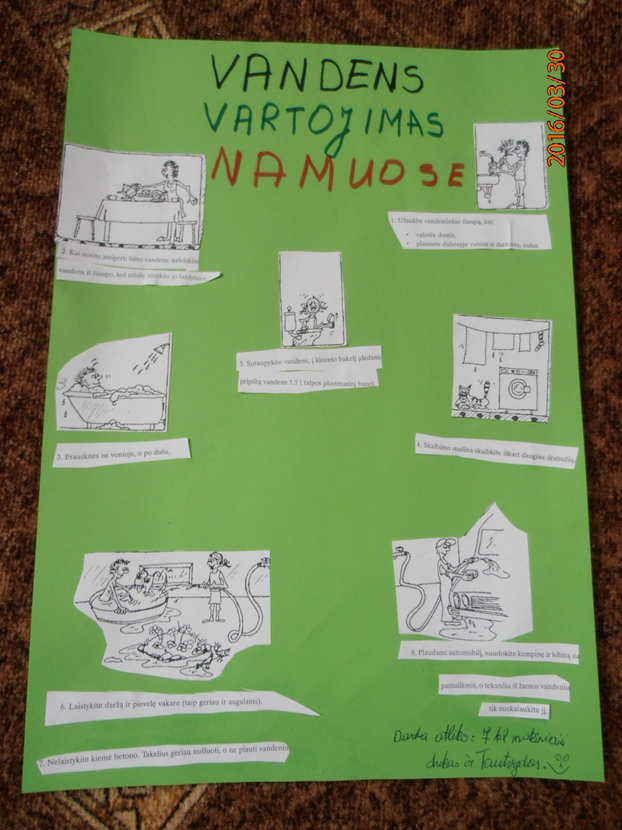 VANDENS
VARTOJIMAS
NAMUOSE
2016/03/30
1. Užsukite vandentiekio čiaupą, kai:
• valotės dantis,
• plaunate dubenyje vaisius ir daržoves, indus.
2. Kai norite atsigerti šalto vandens, neleiskite
vandens iš čiaupo, kol atšals, laikykite jo šaldytuve.
5. Sutaupykite vandens, į klozeto bakelį įdėdami
pripiltą vandens 1.5 l talpos plastmasinį butelį.
3. Prauskitės ne vonioje, o po dušu.
4. Skalbimo mašina skalbkite iškart daugiau drabužių.
6. Laistykite daržą ir pievelę vakare (taip geriau ir augalams).
7. Nelaistykite kieme betono. Takelius geriau nušluoti, o ne plauti vandeniu
8. Plaudami automobilį, naudokite kempinę ir kibirą su
pamuilėmis, o tekančiu iš žarnos vandeniu
tik nuskalaukite jį.
Darbą atliko: 7 kl mokiniai
Lukas ir Tautvydas.